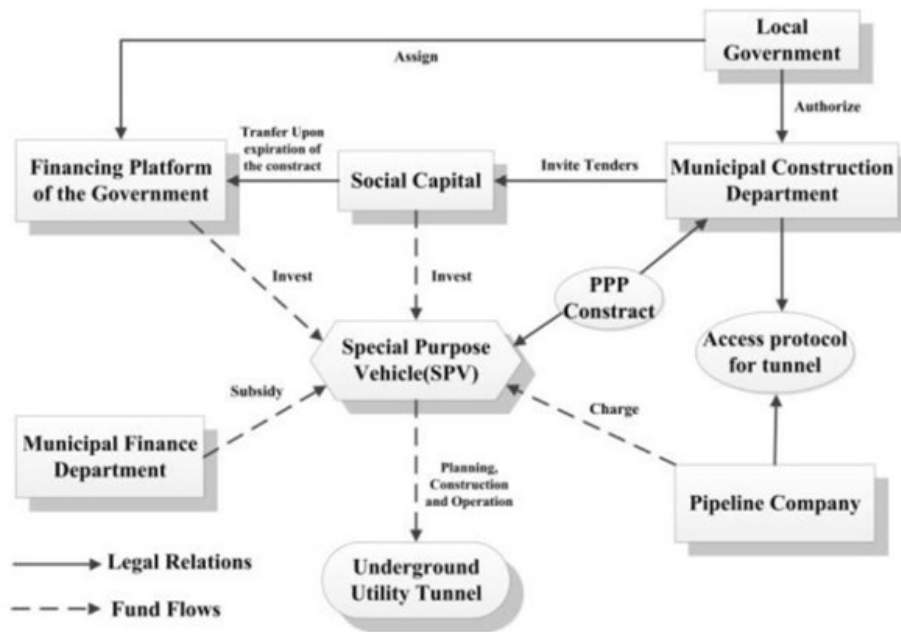 Local
Government
Assign
Authorize
Tranfer Upon
expiration of
the constract
Financing Platform
of the Government
Social Capital
Invite Tenders
Municipal Construction
Department
Invest
Invest
PPP
Constract
Access protocol
for tunnel
Special Purpose
Vehicle(SPV)
Subsidy
Charge
Municipal Finance
Department
Planning,
Construction
and Operation
Pipeline Company
Legal Relations
Underground
Utility Tunnel
Fund Flows